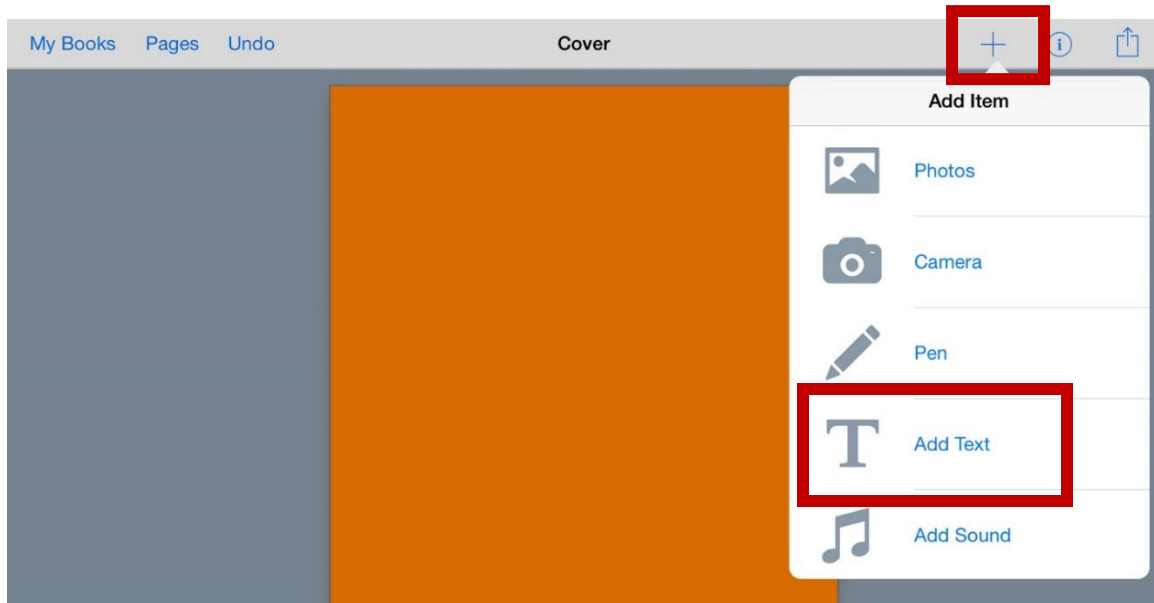 My Books Pages Undo Cover
Add Item
Photos
Camera
Pen
Add Text
Add Sound